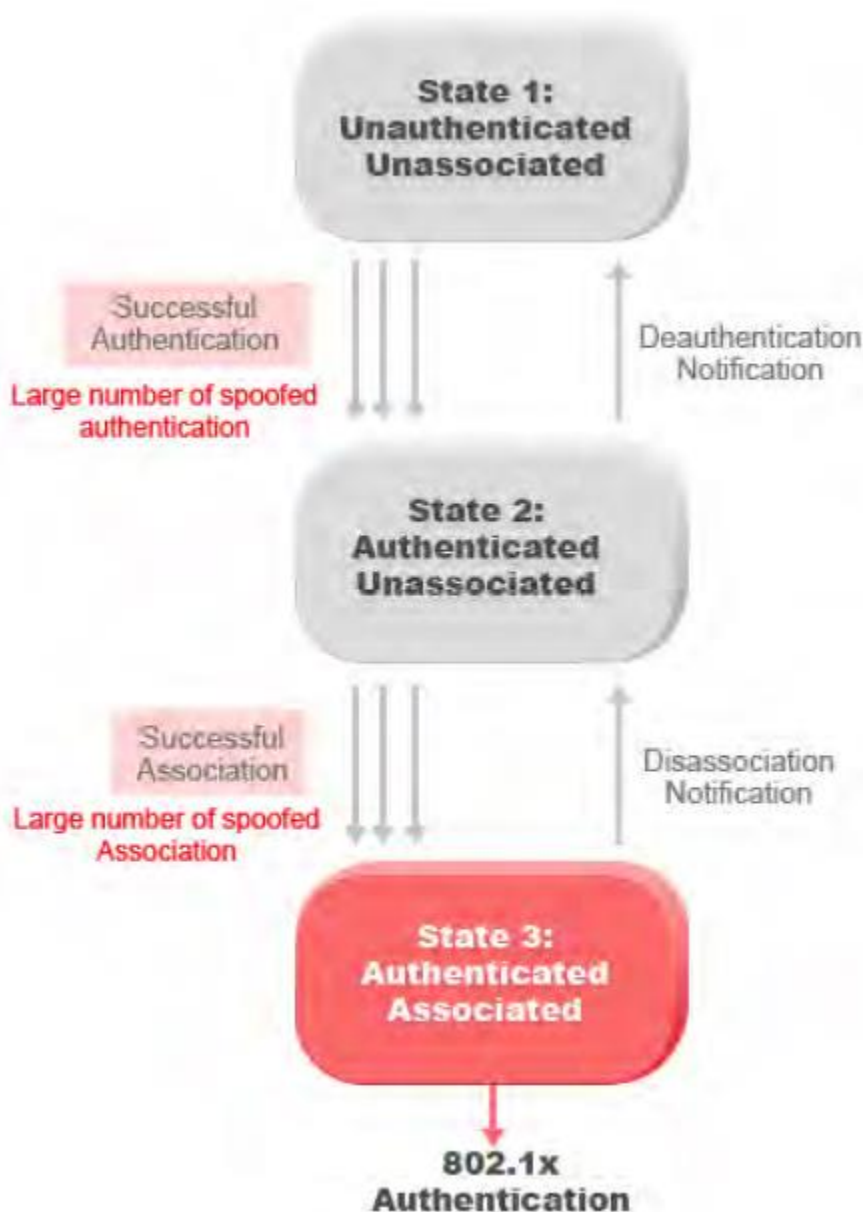 State 1:
Unauthenticated
Unassociated
Successful
Authentication
Large number of spoofed
authentication
Deauthentication
Notification
State 2:
Authenticated
Unassociated
Successful
Association
Large number of spoofed
Association
Disassociation
Notification
State 3:
Authenticated
Associated
802.1x
Authentication